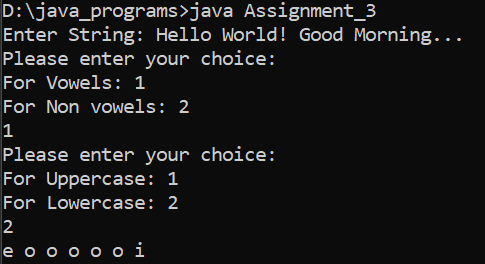 D:\java_programs>java Assignment_3
Enter String: Hello World! Good Morning...
Please enter your choice:
For Vowels: 1
For Non vowels: 2
1
Please enter your choice:
For Uppercase: 1
For Lowercase: 2
2
e o o o o o i